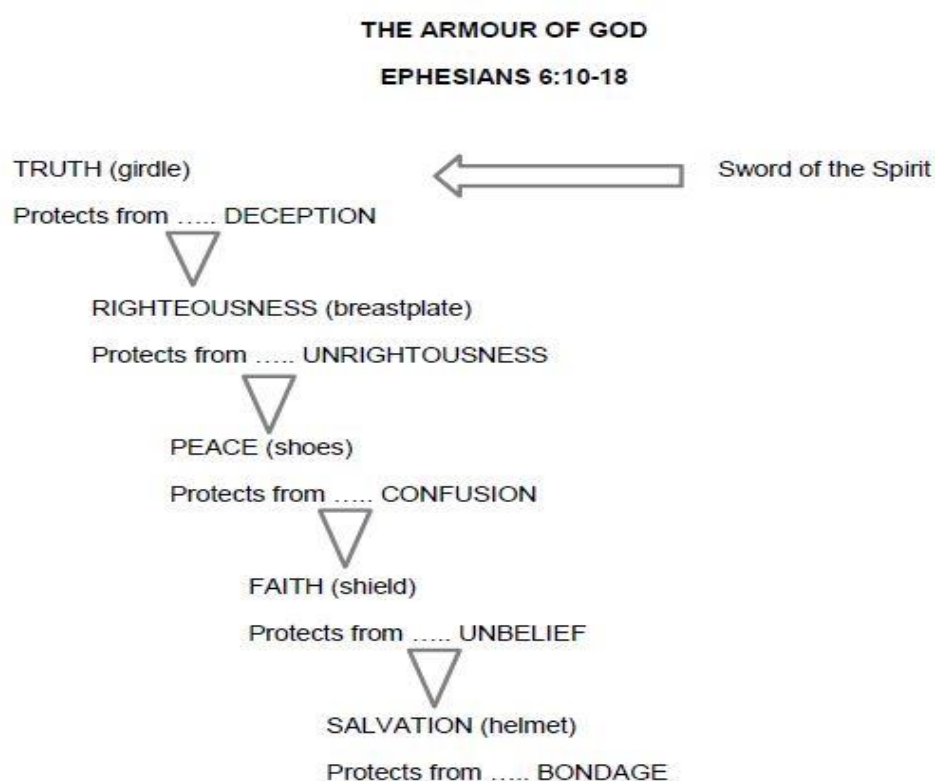 THE ARMOUR OF GOD
EPHESIANS 6:10-18
TRUTH (girdle)
Sword of the Spirit
Protects from ….. DECEPTION
RIGHTEOUSNESS (breastplate)
Protects from ….. UNRIGHTOUSNESS
PEACE (shoes)
Protects from ….. CONFUSION
FAITH (shield)
Protects from ….. UNBELIEF
SALVATION (helmet)
Protects from ….. BONDAGE